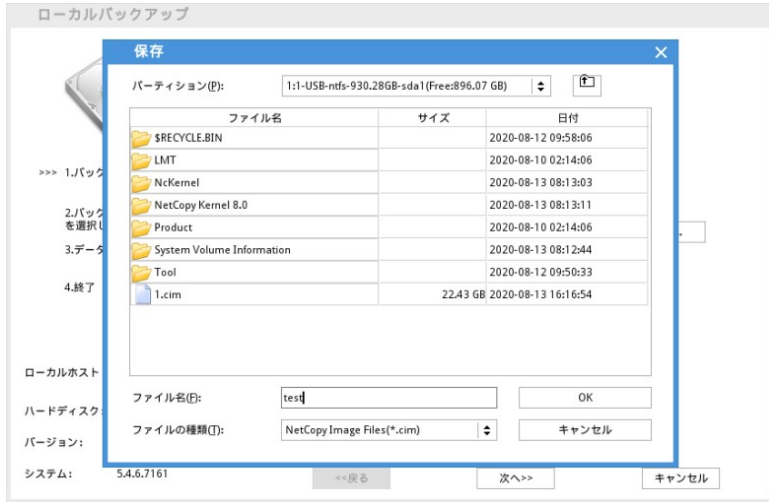 ローカルバックアップ
保存
パーティション(P): 1:1-USB-ntfs-930.28GB-sda1(Free:896.07 GB)
ファイル名 サイズ 日付
$RECYCLE.BIN 2020-08-12 09:58:06
LMT 2020-08-10 02:14:06
NcKernel 2020-08-13 08:13:03
NetCopy Kernel 8.0 2020-08-13 08:13:11
Product 2020-08-10 02:14:06
System Volume Information 2020-08-13 08:12:44
Tool 2020-08-12 09:50:33
1.cim 22.43 GB 2020-08-13 16:16:54
>>> 1.バック
2.バック
を選択し
3.データ
4.終了
ファイル名(F): test OK
ファイルの種類(T): NetCopy Image Files(*.cim) キャンセル
ローカルホスト
ハードディスク:
バージョン:
システム: 5.4.6.7161
<<戻る 次へ>> キャンセル